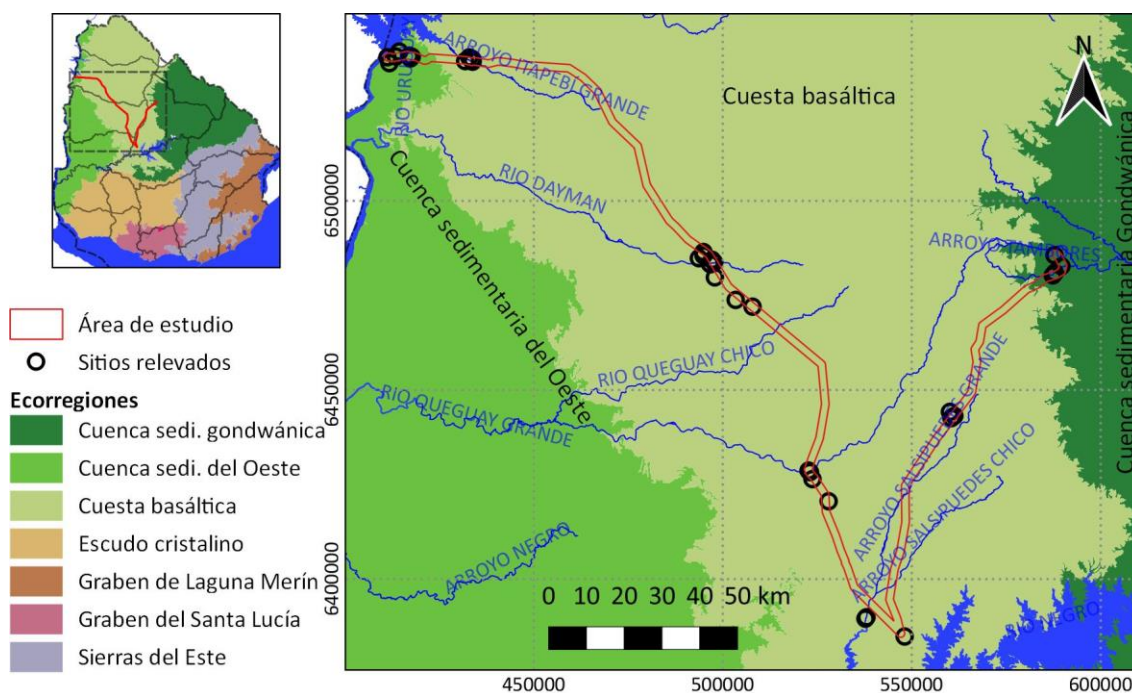 Área de estudio
Sitios relevados
Ecorregiones
Cuenca sedi. gondwánica
Cuenca sedi. del Oeste
Cuesta basáltica
Escudo cristalino
Graben de Laguna Merín
Graben del Santa Lucía
Sierras del Este
N
ARROYO ITAPEBÍ GRANDE
Cuesta basáltica
RIO DAYMAN
Cuenca sedimentaria del Oeste
ARROYO TAMBORES
Cuenca sedimentaria Gondwánica
RIO QUEGUAY CHICO
RIO QUEGUAY GRANDE
ARROYO SALSIPUEDES GRANDE
ARROYO SALSIPUEDES CHICO
ARROYO NEGRO
RIO NEGRO
0 10 20 30 40 50 km
6500000
6450000
6400000
450000 500000 550000 600000